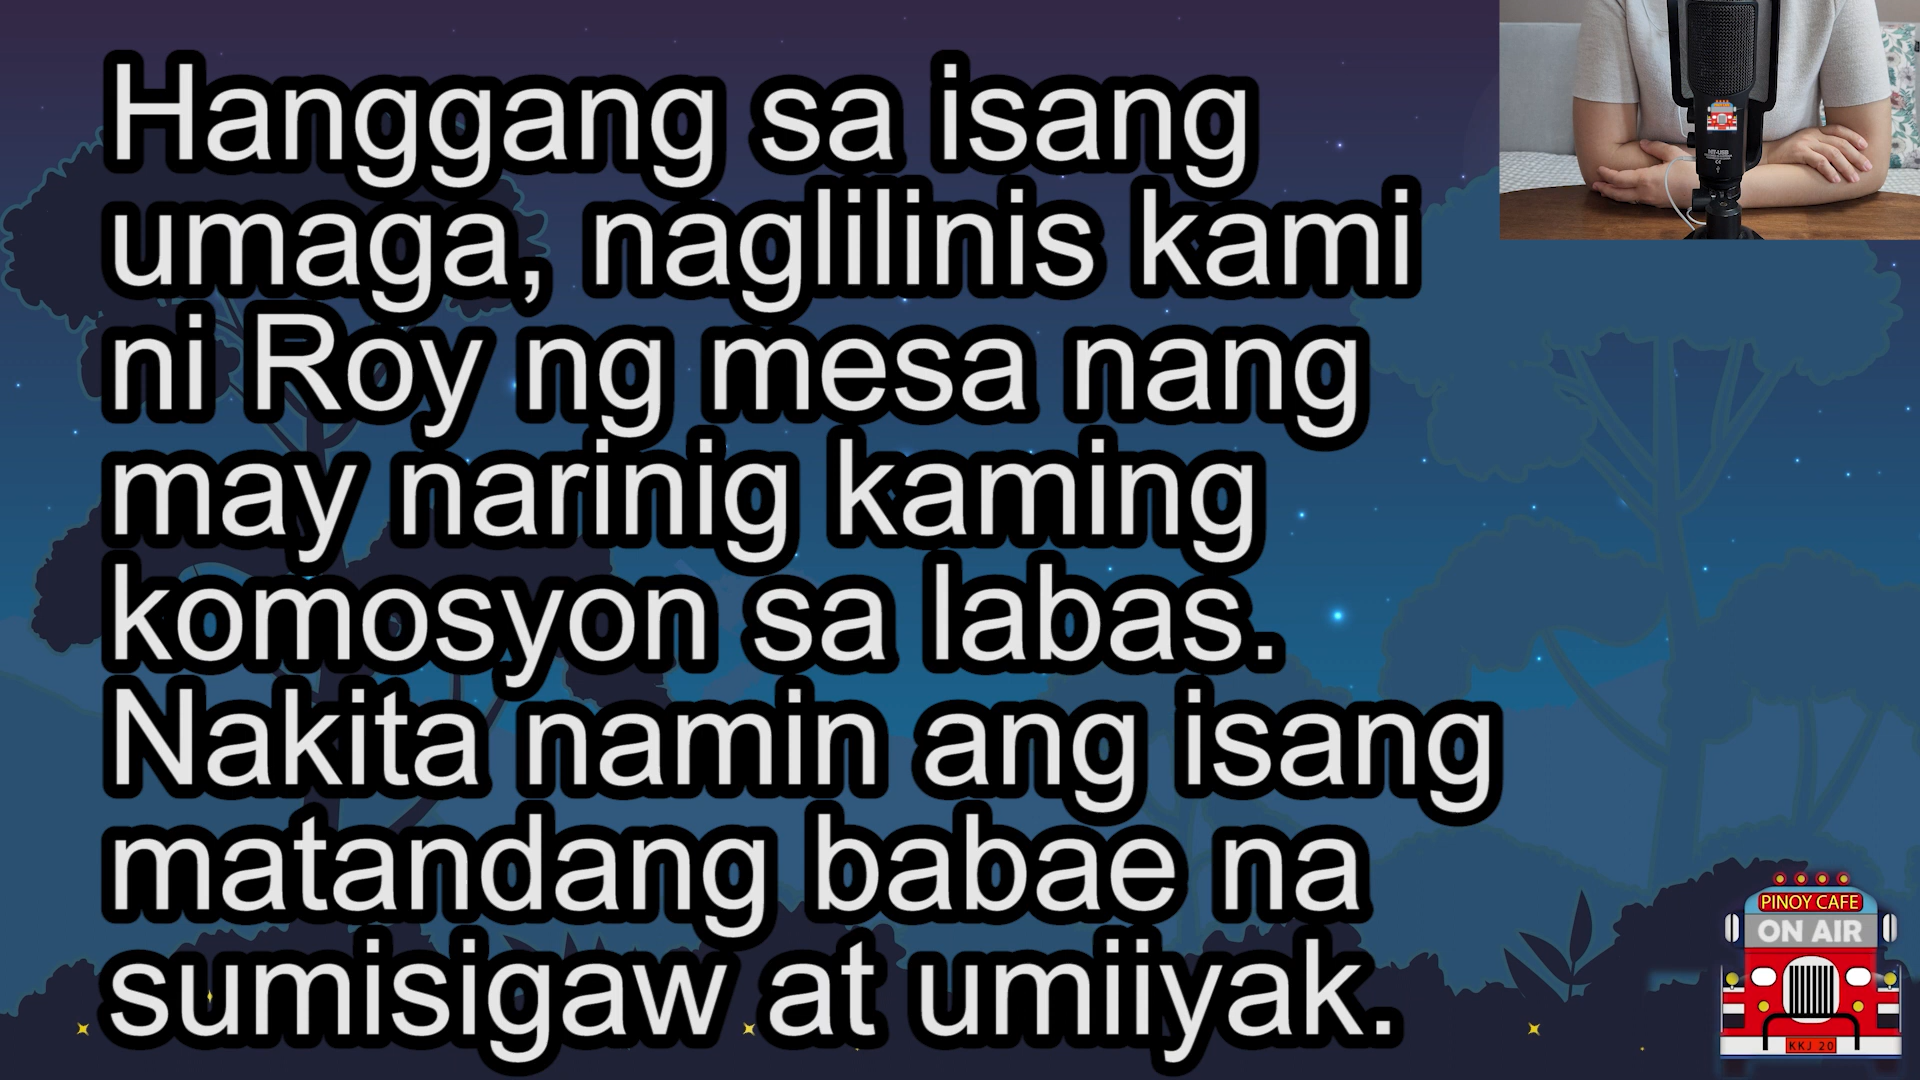 Hanggang sa isang
umaga, naglilinis kami
ni Roy ng mesa nang
may narinig kaming
komosyon sa labas.
Nakita namin ang isang
matandang babae na
sumisigaw at umiiyak.
PINOY CAFE
ON AIR
KKJ 20